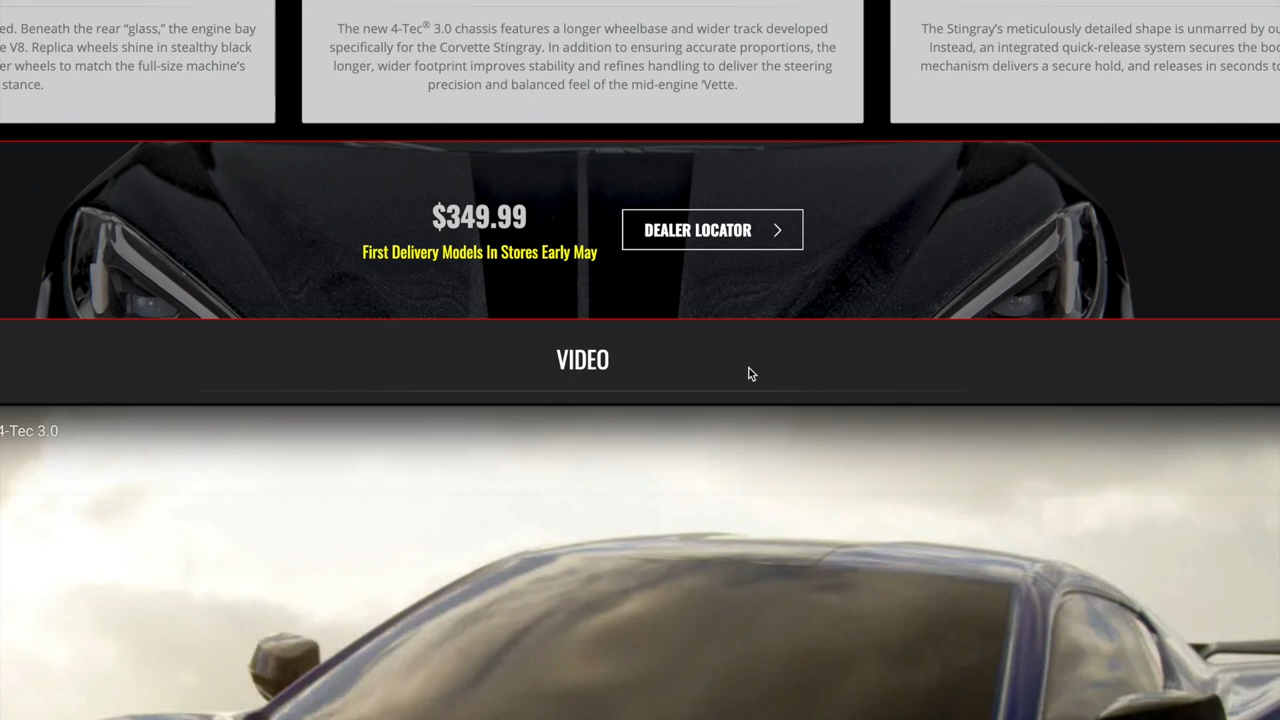 ed. Beneath the rear “glass,” the engine bay
e V8. Replica wheels shine in stealthy black
er wheels to match the full-size machine’s
stance.
The new 4-Tec® 3.0 chassis features a longer wheelbase and wider track developed
specifically for the Corvette Stingray. In addition to ensuring accurate proportions, the
longer, wider footprint improves stability and refines handling to deliver the steering
precision and balanced feel of the mid-engine ‘Vette.
The Stingray’s meticulously detailed shape is unmarred by ou
Instead, an integrated quick-release system secures the bo
mechanism delivers a secure hold, and releases in seconds to
$349.99
First Delivery Models In Stores Early May
DEALER LOCATOR
VIDEO
4-Tec 3.0